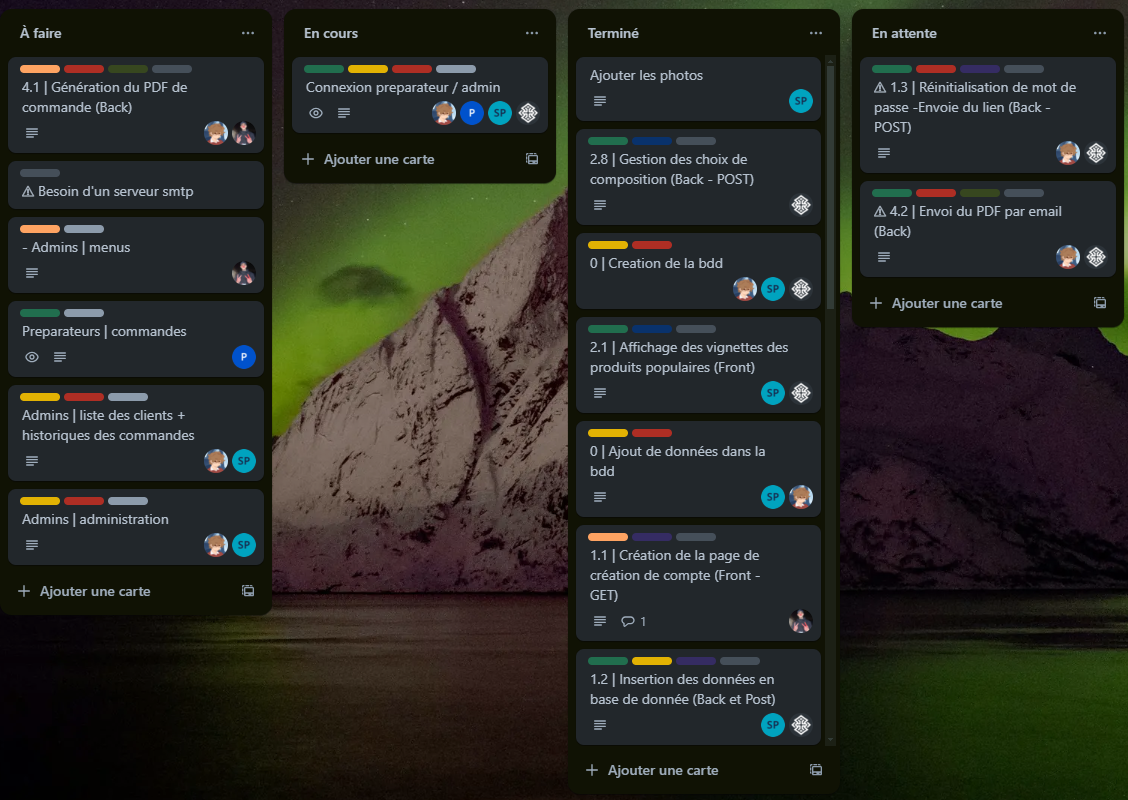 À faire
4.1 | Génération du PDF de
commande (Back)
⚠ Besoin d'un serveur smtp
- Admins | menus
Preparateurs | commandes
P
Admins | liste des clients +
historiques des commandes
SP
Admins | administration
SP
Ajouter une carte
En cours
Connexion preparateur / admin
P
SP
Ajouter une carte
Terminé
Ajouter les photos
SP
2.8 | Gestion des choix de
composition (Back - POST)
0 | Creation de la bdd
SP
2.1 | Affichage des vignettes des
produits populaires (Front)
SP
0 | Ajout de données dans la
bdd
SP
1.1 | Création de la page de
création de compte (Front -
GET)
1
1.2 | Insertion des données en
base de donnée (Back et Post)
SP
Ajouter une carte
En attente
⚠ 1.3 | Réinitialisation de mot de
passe -Envoie du lien (Back -
POST)
⚠ 4.2 | Envoi du PDF par email
(Back)
Ajouter une carte